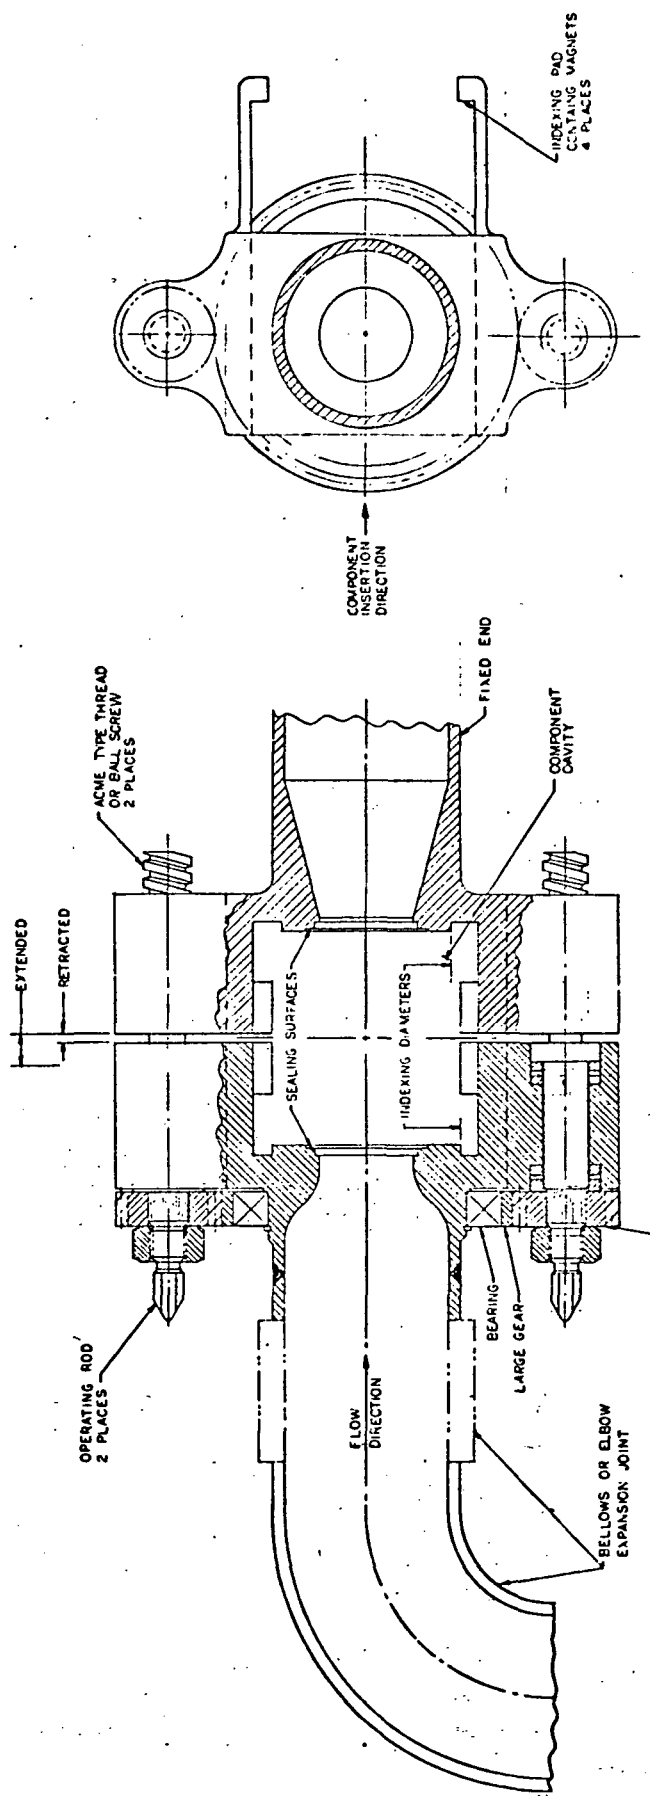 INDEXING PAD
CONTAING MAGNETS
4 PLACES
COMPONENT
INSERTION
DIRECTION
ACME TYPE THREAD
OR BALL SCREW
2 PLACES
FIXED END
COMPONENT
CAVITY
EXTENDED
RETRACTED
SEALING SURFACES
INDEXING DIAMETERS
OPERATING ROD
2 PLACES
BEARING
LARGE GEAR
FLOW
DIRECTION
BELLOWS OR ELBOW
EXPANSION JOINT